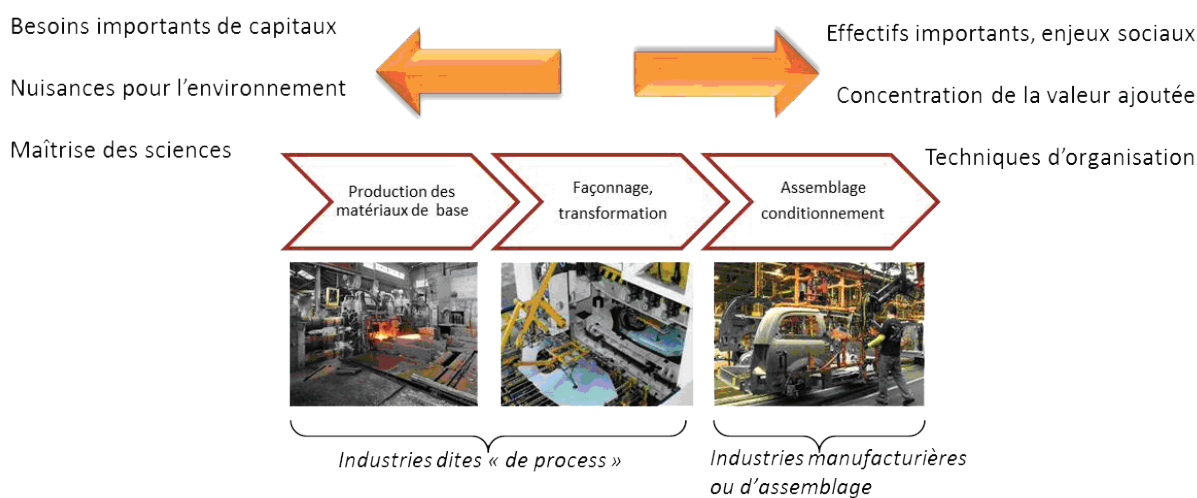 Besoins importants de capitaux
Nuisances pour l'environnement
Maîtrise des sciences
Effectifs importants, enjeux sociaux
Concentration de la valeur ajoutée
Techniques d'organisation
Production des
matériaux de base
Façonnage,
transformation
Assemblage
conditionnement
Industries dites « de process »
Industries manufacturières
ou d'assemblage